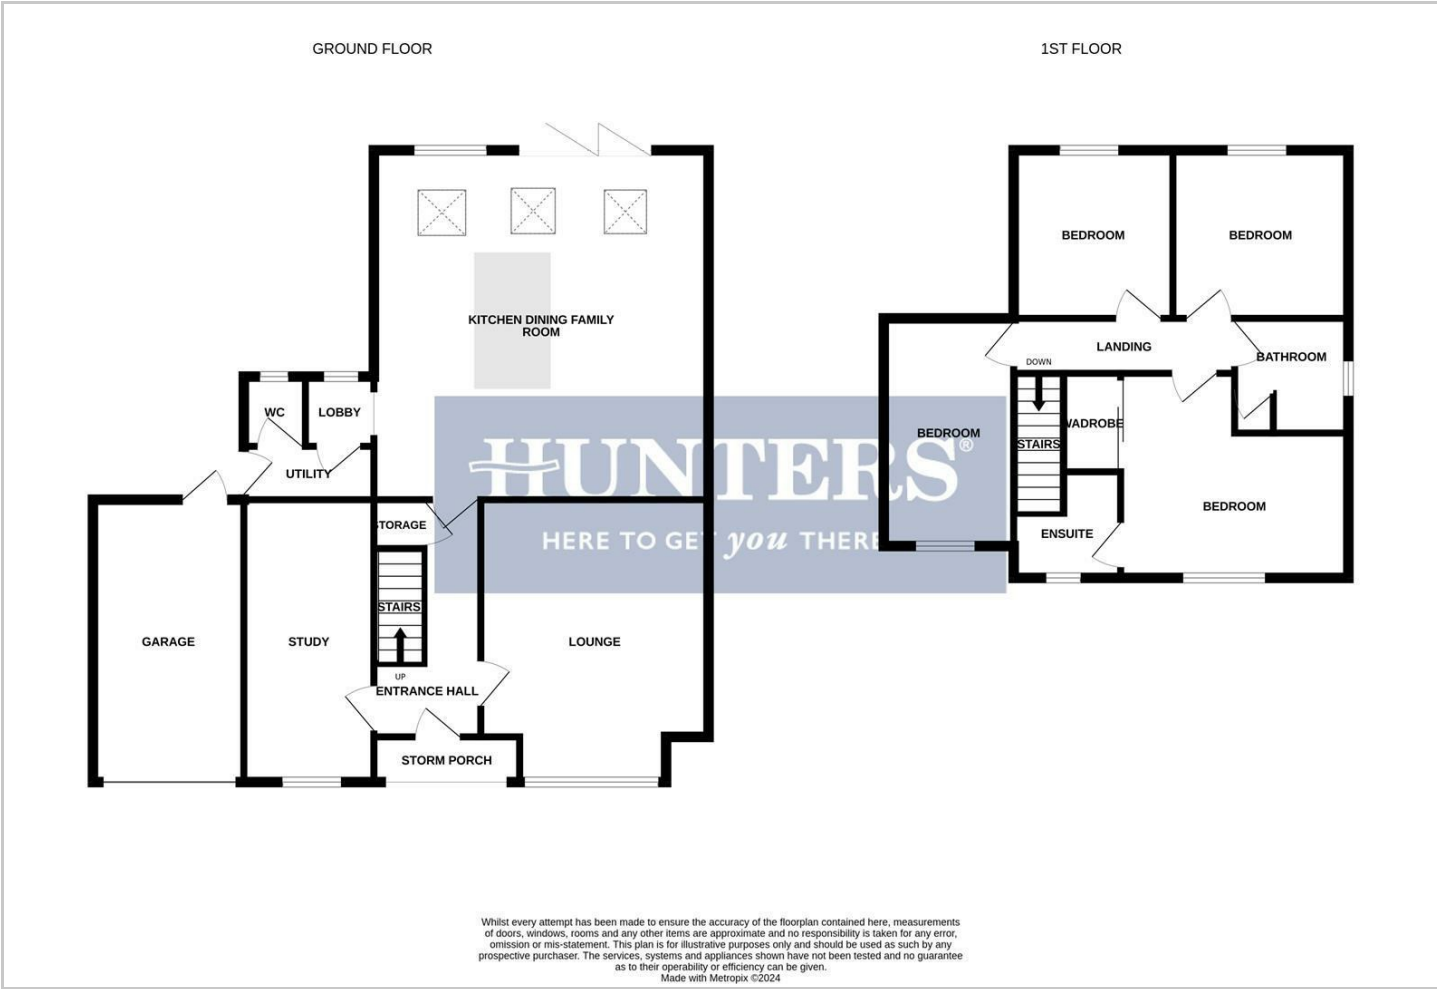 GROUND FLOOR
1ST FLOOR
KITCHEN DINING FAMILY
ROOM
WC
LOBBY
UTILITY
STORAGE
STAIRS
UP
ENTRANCE HALL
STORM PORCH
GARAGE
STUDY
LOUNGE
HUNTERS®
HERE TO GET you THERE
BEDROOM
BEDROOM
LANDING
DOWN
BATHROOM
BEDROOM
STAIRS
WADROBE
ENSUITE
BEDROOM
Whilst every attempt has been made to ensure the accuracy of the floorplan contained here, measurements
of doors, windows, rooms and any other items are approximate and no responsibility is taken for any error,
omission or mis-statement. This plan is for illustrative purposes only and should be used as such by any
prospective purchaser. The services, systems and appliances shown have not been tested and no guarantee
as to their operability or efficiency can be given.
Made with Metropix ©2024